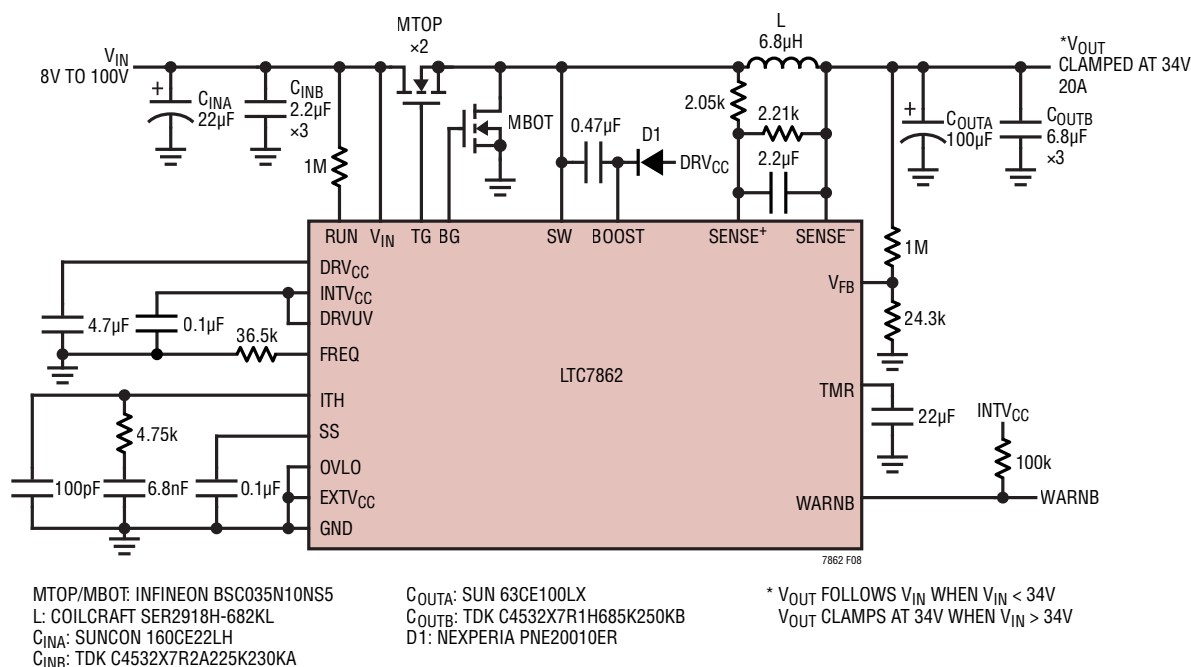 MTOP
×2
L
6.8µH
VIN
8V TO 100V
*VOUT
CLAMPED AT 34V
20A
+
CINA
22µF
CINB
2.2µF
×3
MBOT
2.05k
2.21k
2.2µF
0.47µF
D1
DRVCC
+
COUTA
100µF
COUTB
6.8µF
×3
1M
RUN
VIN
TG
BG
SW
BOOST
SENSE+
SENSE–
DRVCC
INTVCC
DRVUV
FREQ
ITH
SS
OVLO
EXTVCC
GND
LTC7862
VFB
TMR
WARNB
1M
24.3k
4.7µF
0.1µF
36.5k
4.75k
100pF
6.8nF
0.1µF
22µF
INTVCC
100k
WARNB
7862 F08
MTOP/MBOT: INFINEON BSC035N10NS5
L: COILCRAFT SER2918H-682KL
CINA: SUNCON 160CE22LH
CINB: TDK C4532X7R2A225K230KA
COUTA: SUN 63CE100LX
COUTB: TDK C4532X7R1H685K250KB
D1: NEXPERIA PNE20010ER
* VOUT FOLLOWS VIN WHEN VIN < 34V
VOUT CLAMPS AT 34V WHEN VIN > 34V